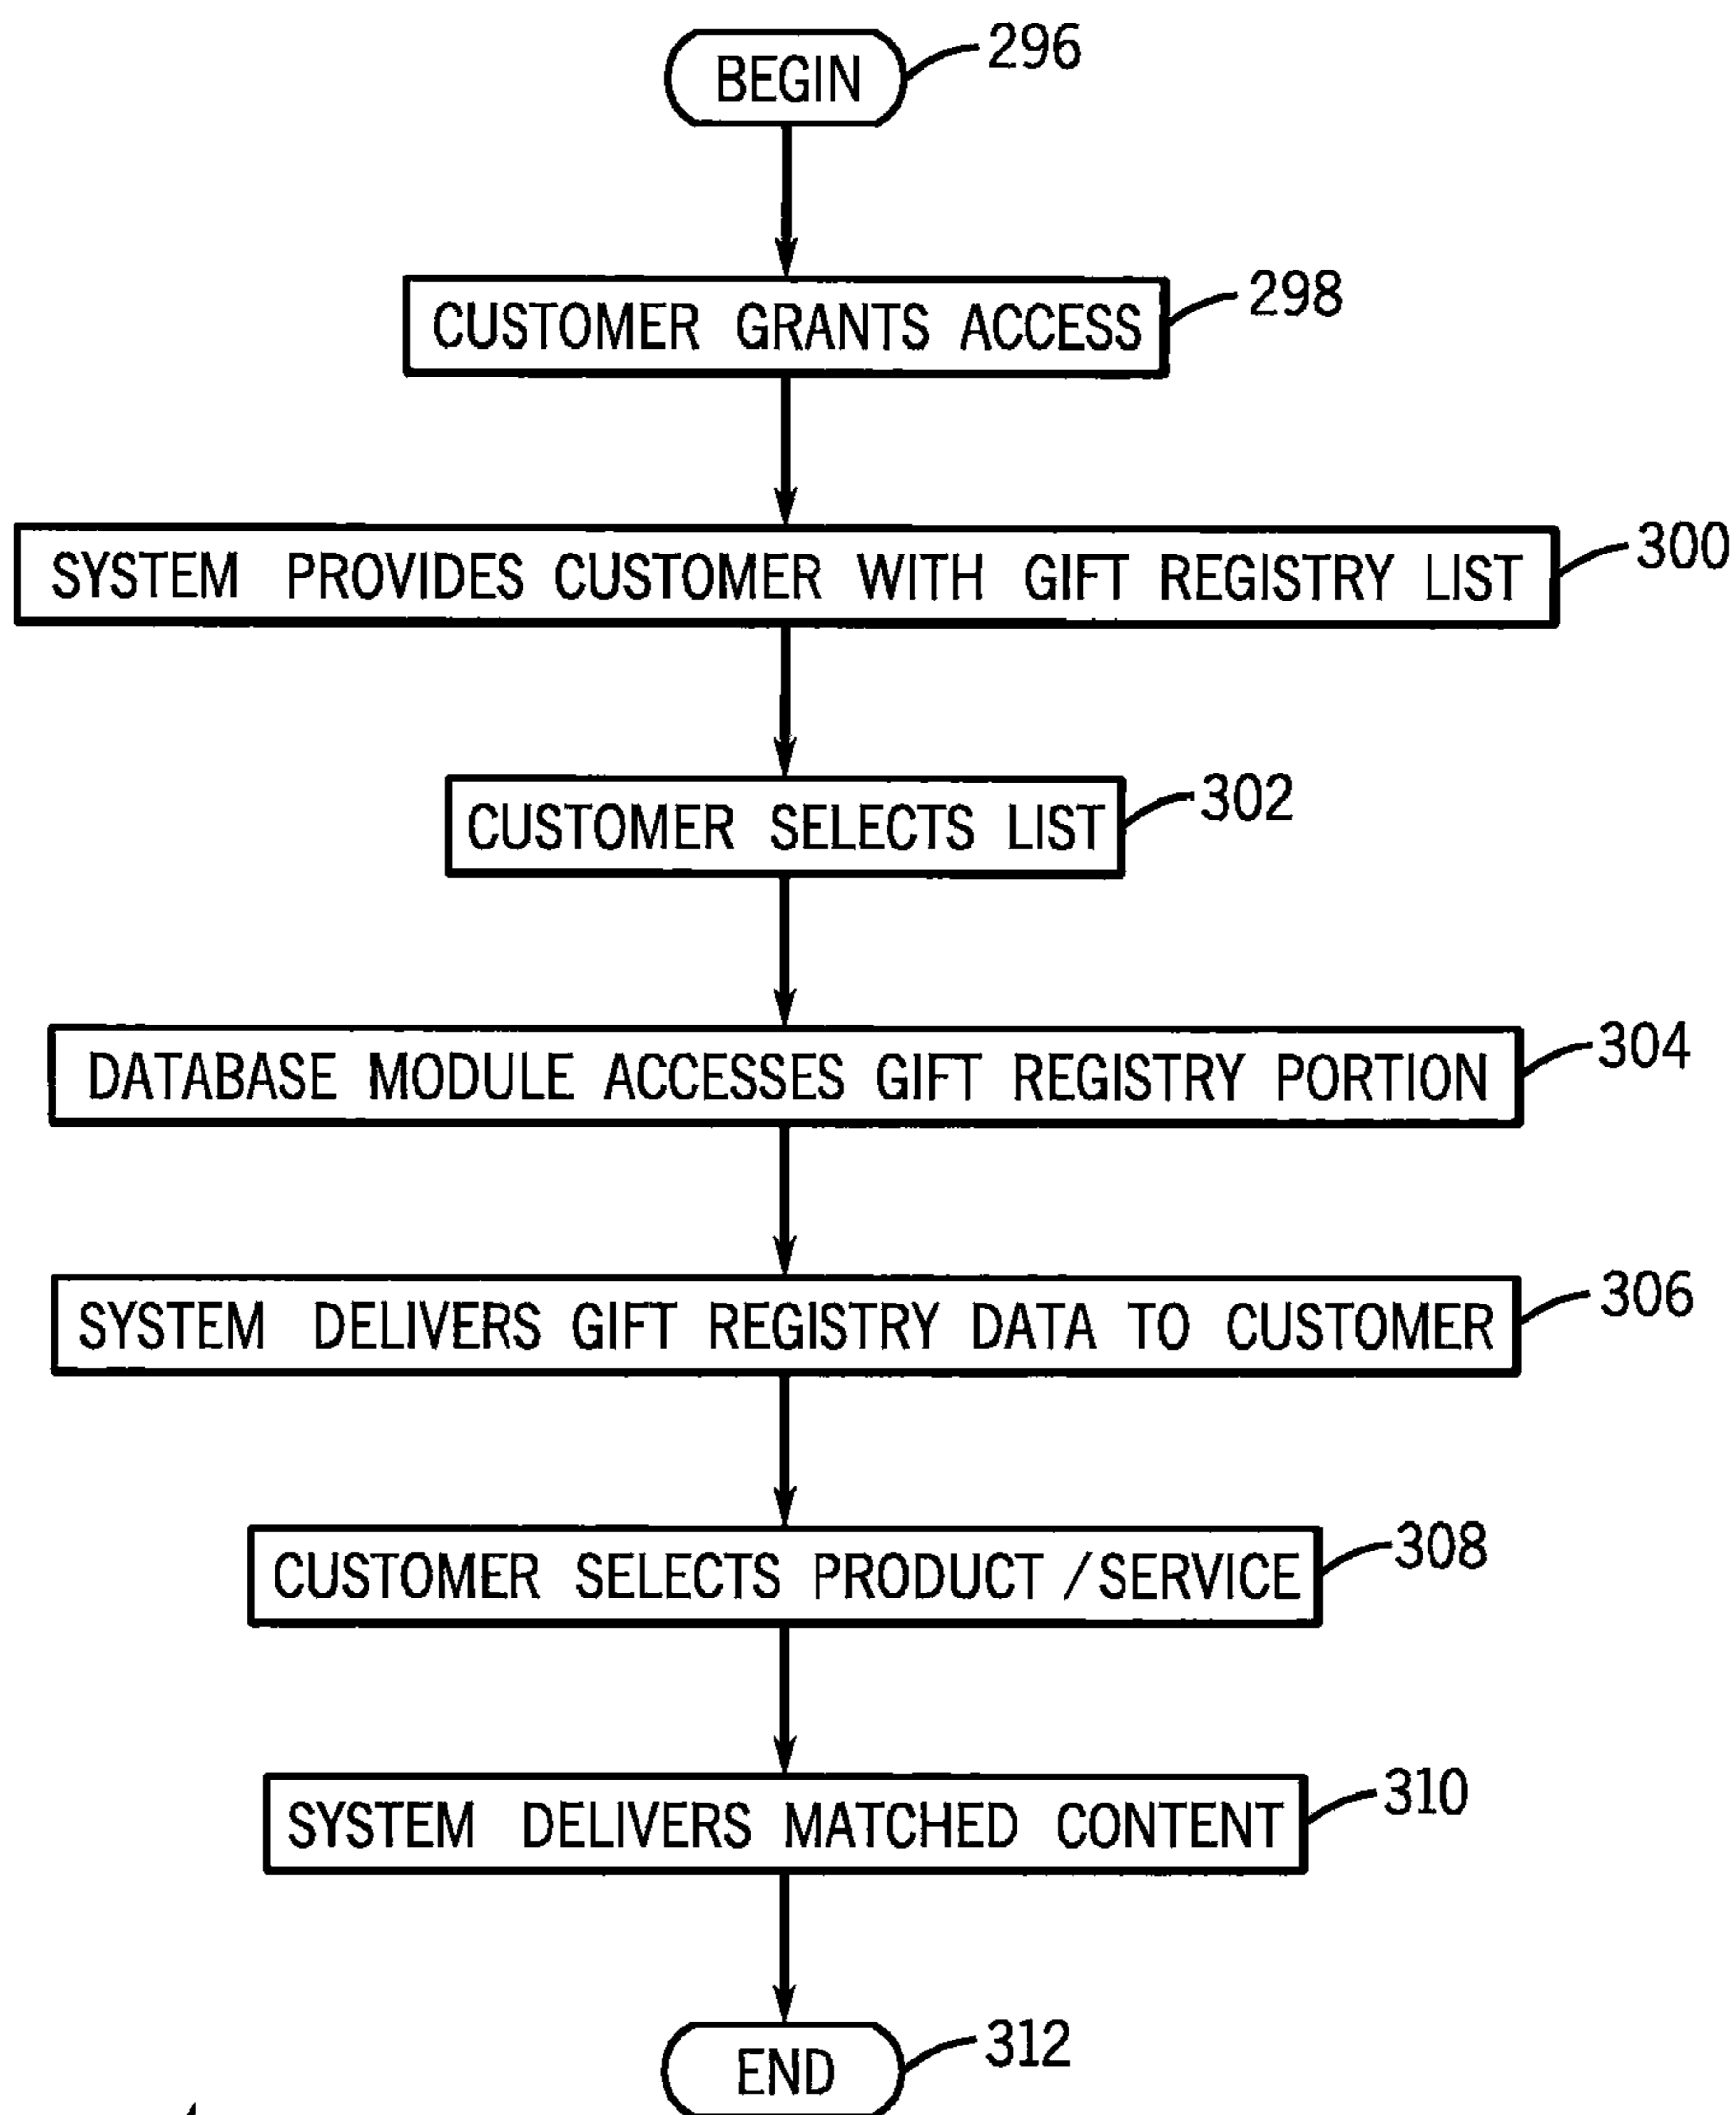 BEGIN 296
CUSTOMER GRANTS ACCESS 298
SYSTEM PROVIDES CUSTOMER WITH GIFT REGISTRY LIST 300
CUSTOMER SELECTS LIST 302
DATABASE MODULE ACCESSES GIFT REGISTRY PORTION 304
SYSTEM DELIVERS GIFT REGISTRY DATA TO CUSTOMER 306
CUSTOMER SELECTS PRODUCT /SERVICE 308
SYSTEM DELIVERS MATCHED CONTENT 310
END 312